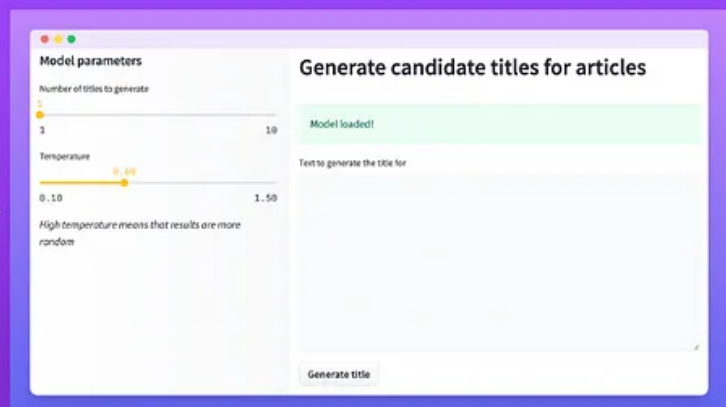 Model parameters
Number of titles to generate
1
1 10
Temperature
0.60
0.10 1.50
High temperature means that results are more
random
Generate candidate titles for articles
Model loaded!
Text to generate the title for
Generate title